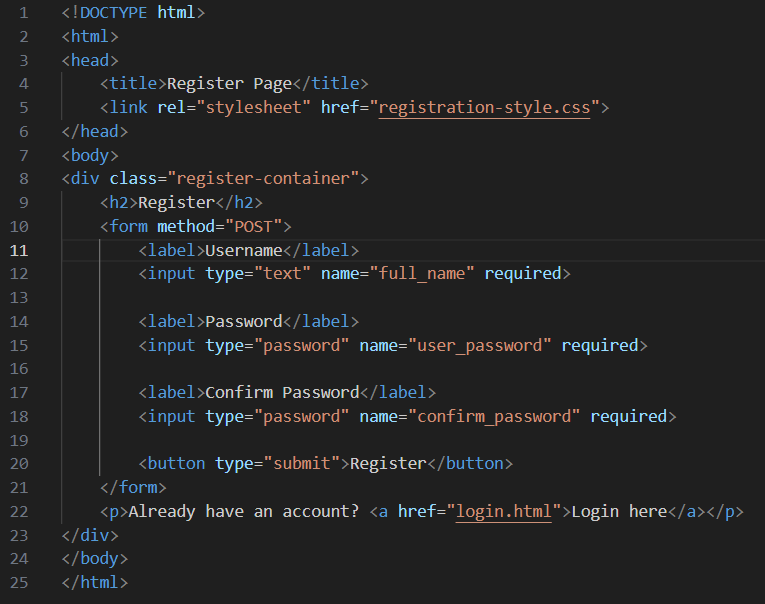 1 <!DOCTYPE html>
2 <html>
3 <head>
4     <title>Register Page</title>
5     <link rel="stylesheet" href="registration-style.css">
6 </head>
7 <body>
8 <div class="register-container">
9     <h2>Register</h2>
10     <form method="POST">
11         <label>Username</label>
12         <input type="text" name="full_name" required>
13
14         <label>Password</label>
15         <input type="password" name="user_password" required>
16
17         <label>Confirm Password</label>
18         <input type="password" name="confirm_password" required>
19
20         <button type="submit">Register</button>
21     </form>
22     <p>Already have an account? <a href="login.html">Login here</a></p>
23 </div>
24 </body>
25 </html>